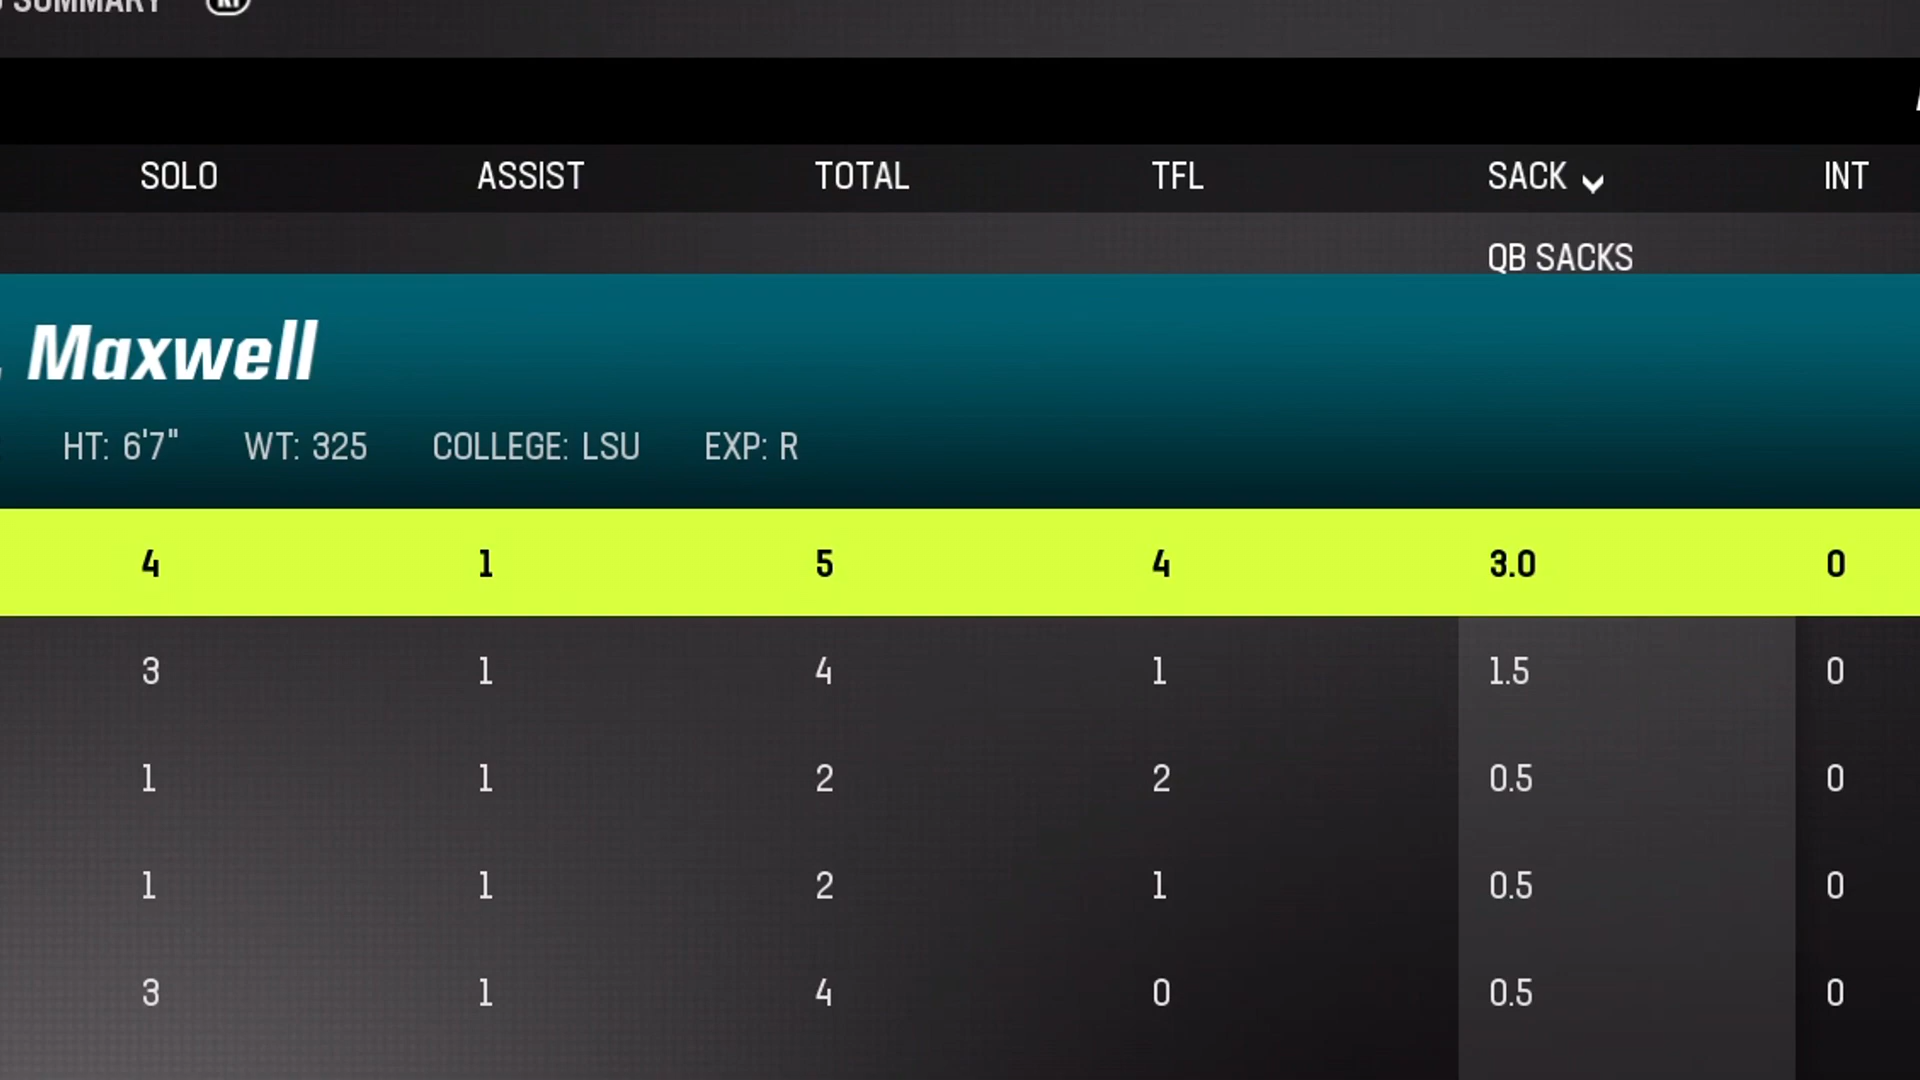 SUMMARY
SOLO ASSIST TOTAL TFL SACK INT
QB SACKS
Maxwell
HT: 6'7" WT: 325 COLLEGE: LSU EXP: R
4 1 5 4 3.0 0
3 1 4 1 1.5 0
1 1 2 2 0.5 0
1 1 2 1 0.5 0
3 1 4 0 0.5 0